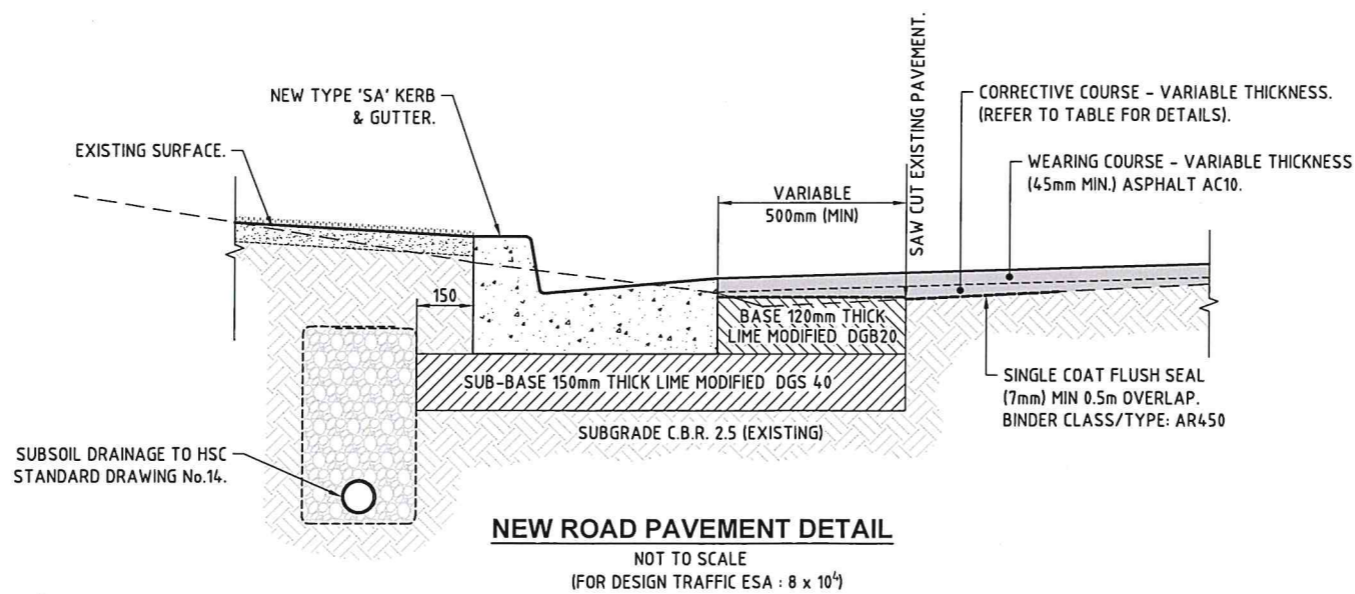 NEW TYPE 'SA' KERB
& GUTTER.
EXISTING SURFACE.
150
VARIABLE
500mm (MIN)
SAW CUT EXISTING PAVEMENT.
CORRECTIVE COURSE - VARIABLE THICKNESS.
(REFER TO TABLE FOR DETAILS).
WEARING COURSE - VARIABLE THICKNESS
(45mm MIN.) ASPHALT AC10.
BASE 120mm THICK
LIME MODIFIED DGB20
SUB-BASE 150mm THICK LIME MODIFIED DGS 40
SINGLE COAT FLUSH SEAL
(7mm) MIN 0.5m OVERLAP.
BINDER CLASS/TYPE: AR450
SUBGRADE C.B.R. 2.5 (EXISTING)
SUBSOIL DRAINAGE TO HSC
STANDARD DRAWING No.14.
NEW ROAD PAVEMENT DETAIL
NOT TO SCALE
(FOR DESIGN TRAFFIC ESA : 8 x 10⁴)